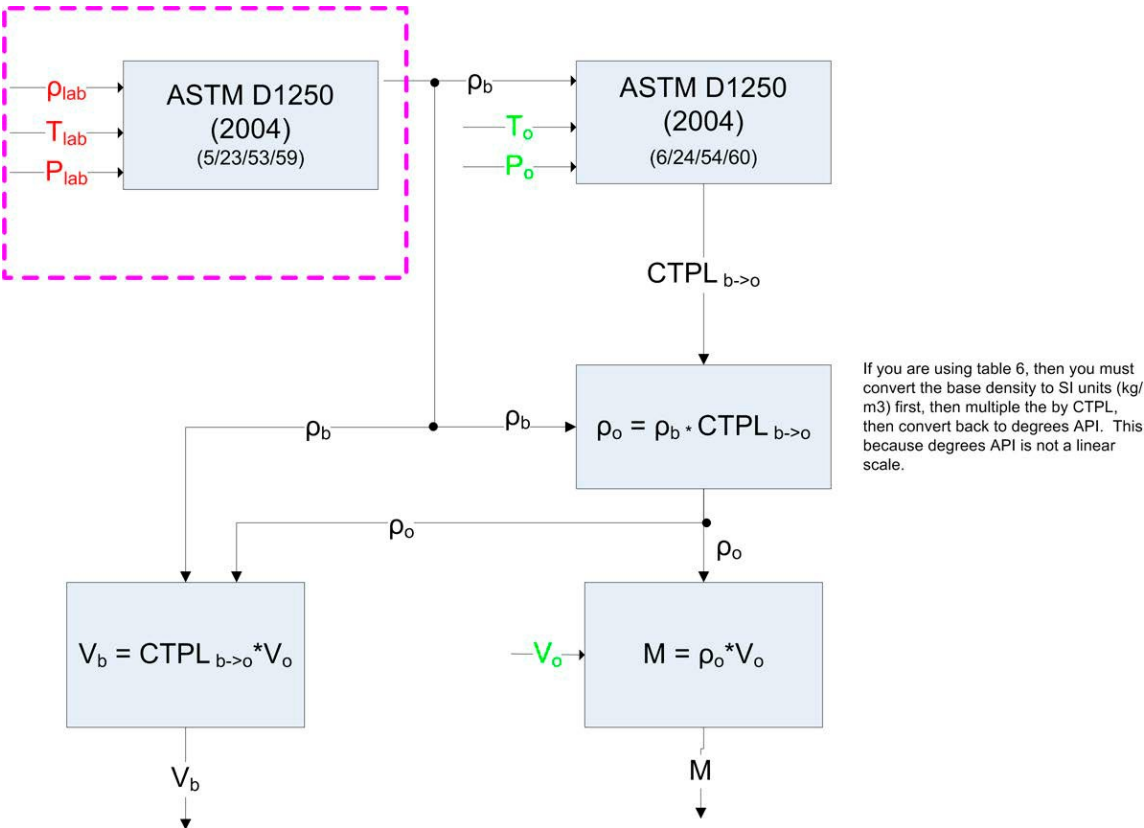 ρlab
Tlab
Plab
ASTM D1250
(2004)
(5/23/53/59)
ρb
To
Po
ASTM D1250
(2004)
(6/24/54/60)
CTPL b->o
ρb
ρb
ρo = ρb * CTPL b->o
If you are using table 6, then you must
convert the base density to SI units (kg/
m3) first, then multiple the by CTPL,
then convert back to degrees API. This
because degrees API is not a linear
scale.
ρo
ρo
Vb = CTPL b->o*Vo
Vo
M = ρo*Vo
Vb
M